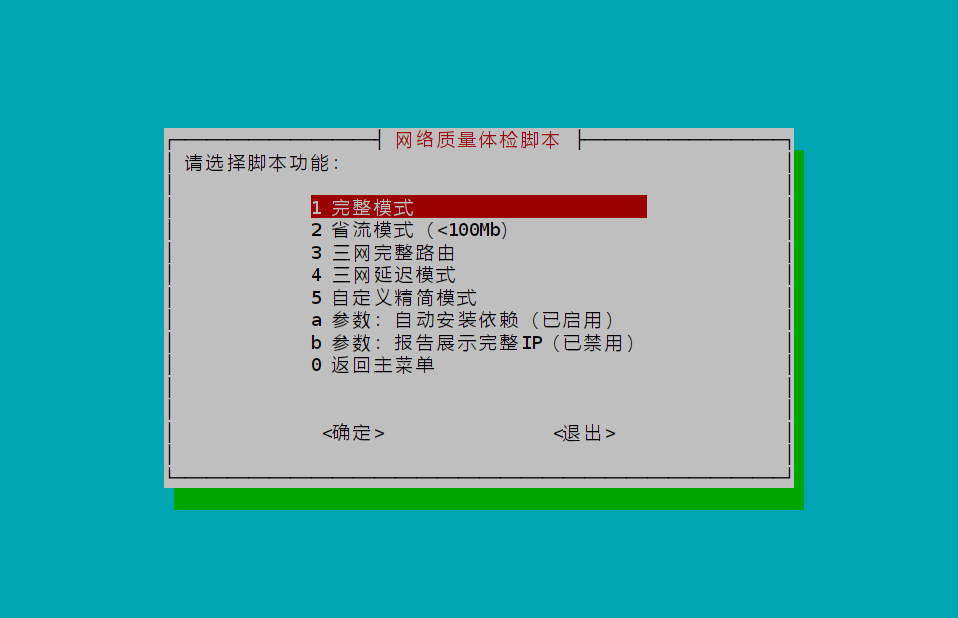 网络质量体检脚本
请选择脚本功能：
1 完整模式
2 省流模式（<100Mb）
3 三网完整路由
4 三网延迟模式
5 自定义精简模式
a 参数：自动安装依赖（已启用）
b 参数：报告展示完整IP（已禁用）
0 返回主菜单
<确定> <退出>